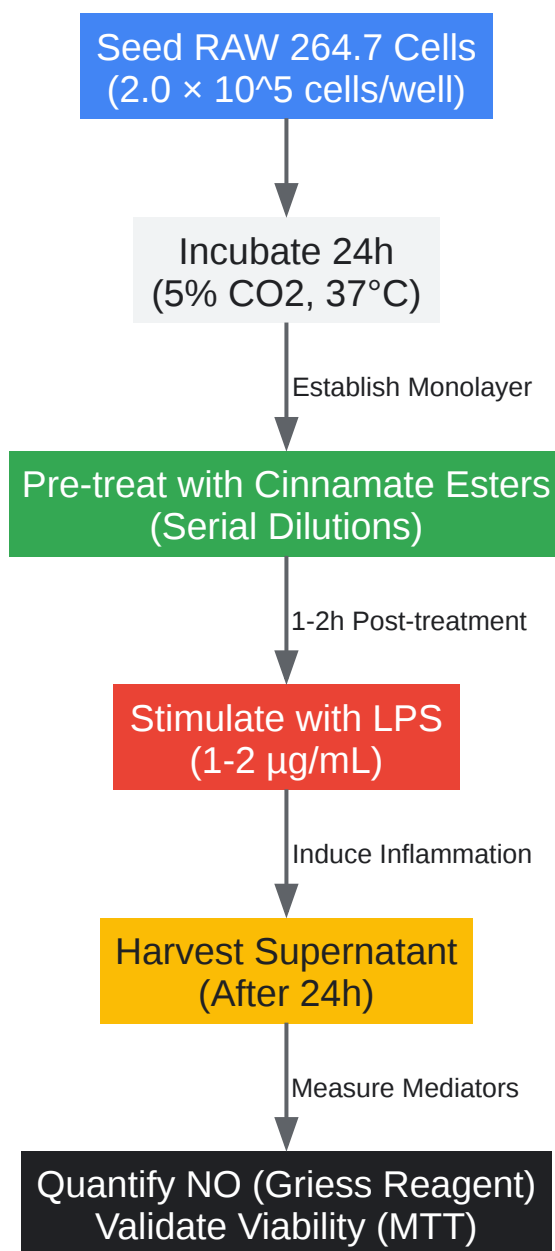 Seed RAW 264.7 Cells
(2.0 × 10^5 cells/well)
Incubate 24h
(5% CO2, 37°C)
Establish Monolayer
Pre-treat with Cinnamate Esters
(Serial Dilutions)
1-2h Post-treatment
Stimulate with LPS
(1-2 µg/mL)
Induce Inflammation
Harvest Supernatant
(After 24h)
Measure Mediators
Quantify NO (Griess Reagent)
Validate Viability (MTT)